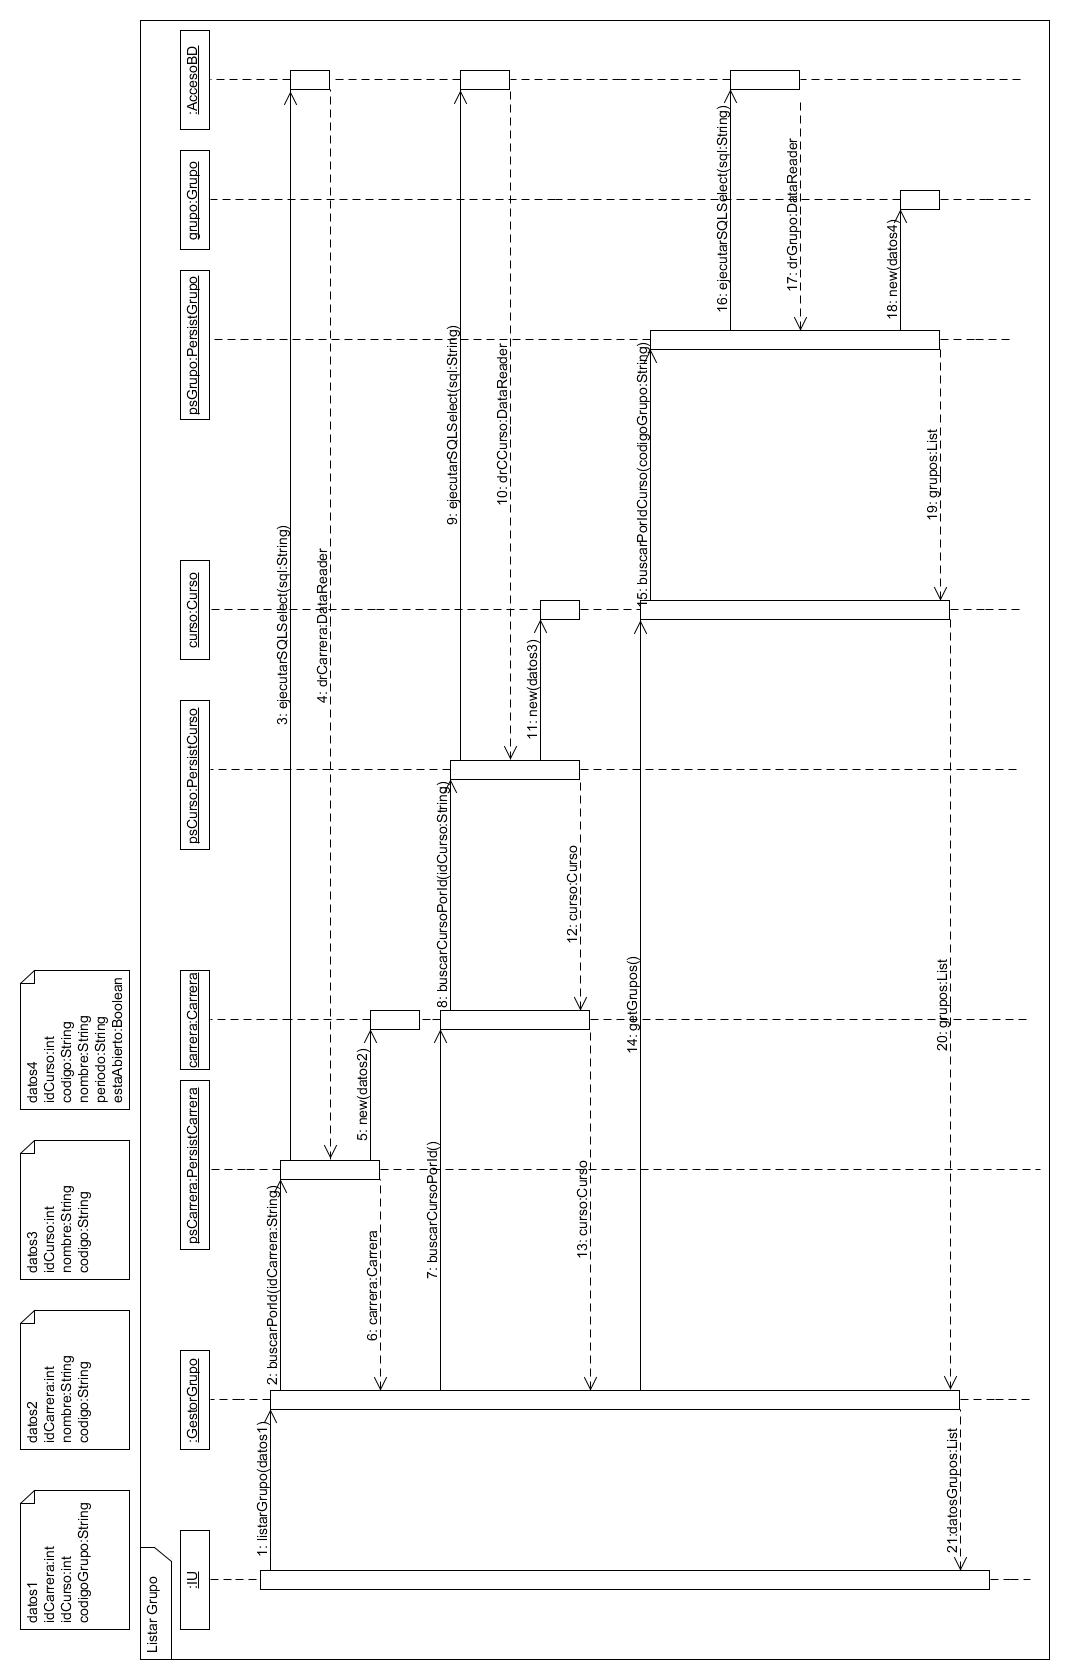 datos1
idCarrera:int
idCurso:int
codigoGrupo:String
datos2
idCarrera:int
nombre:String
codigo:String
datos3
idCurso:int
nombre:String
codigo:String
datos4
idCurso:int
codigo:String
nombre:String
periodo:String
estaAbierto:Boolean
Listar Grupo
:IU
:GestorGrupo
psCarrera:PersistCarrera
carrera:Carrera
psCurso:PersistCurso
curso:Curso
psGrupo:PersistGrupo
grupo:Grupo
:AccesoBD
1: listarGrupo(datos1)
2: buscarPorId(idCarrera:String)
3: ejecutarSQLSelect(sql:String)
4: drCarrera:DataReader
5: new(datos2)
6: carrera:Carrera
7: buscarCursoPorId()
8: buscarCursoPorId(idCurso:String)
9: ejecutarSQLSelect(sql:String)
10: drCCurso:DataReader
11: new(datos3)
12: curso:Curso
13: curso:Curso
14: getGrupos()
15: buscarPorIdCurso(codigoGrupo:String)
16: ejecutarSQLSelect(sql:String)
17: drGrupo:DataReader
18: new(datos4)
19: grupos:List
20: grupos:List
21:datosGrupos:List